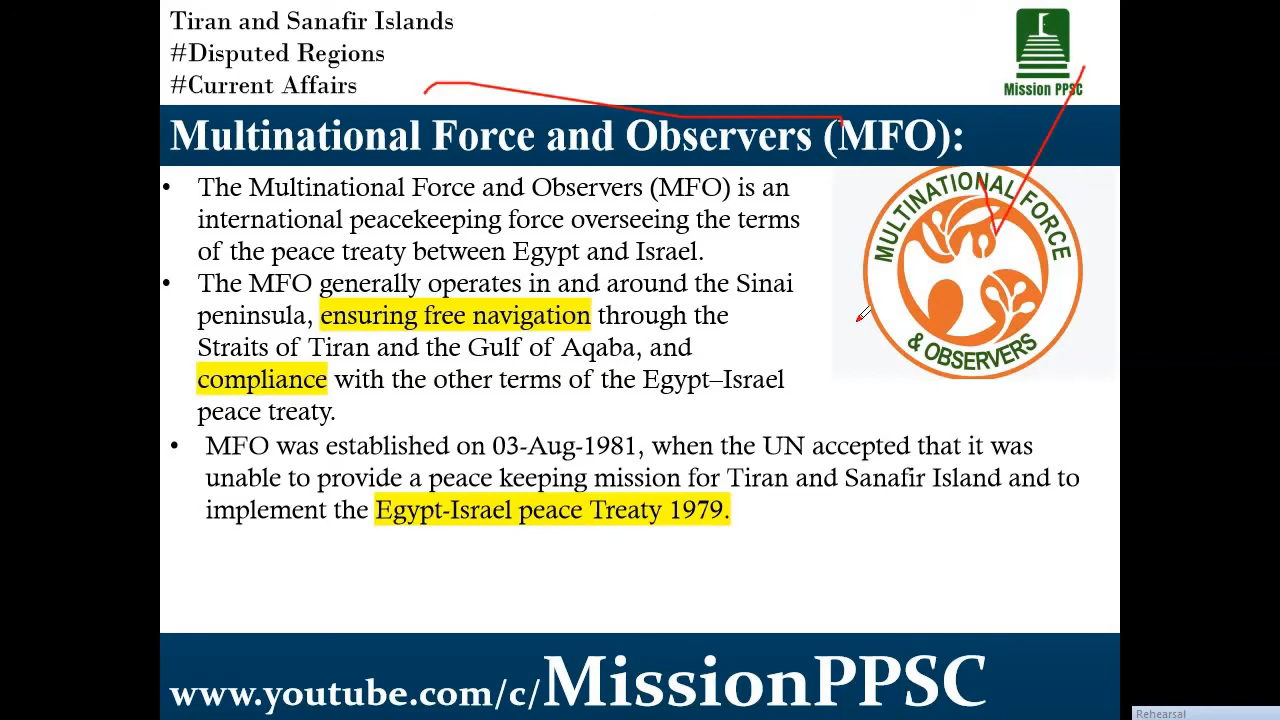 Tiran and Sanafir Islands
#Disputed Regions
#Current Affairs
Mission PPSC
Multinational Force and Observers (MFO):
• The Multinational Force and Observers (MFO) is an
international peacekeeping force overseeing the terms
of the peace treaty between Egypt and Israel.
• The MFO generally operates in and around the Sinai
peninsula, ensuring free navigation through the
Straits of Tiran and the Gulf of Aqaba, and
compliance with the other terms of the Egypt–Israel
peace treaty.
MULTINATIONAL FORCE
& OBSERVERS
• MFO was established on 03-Aug-1981, when the UN accepted that it was
unable to provide a peace keeping mission for Tiran and Sanafir Island and to
implement the Egypt-Israel peace Treaty 1979.
www.youtube.com/c/MissionPPSC
Rehearsal